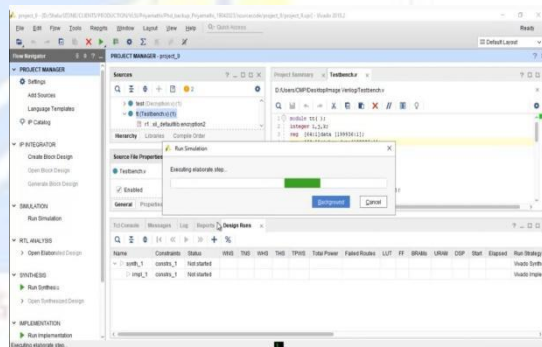 File Edit Flow Tools Reports Window Layout View Help
Ready
Default Layout
Flow Navigator
PROJECT MANAGER - project_9
PROJECT MANAGER
Settings
Add Sources
Language Templates
IP Catalog
IP INTEGRATOR
Create Block Design
Open Block Design
Generate Block Design
SIMULATION
Run Simulation
RTL ANALYSIS
Open Elaborated Design
SYNTHESIS
Run Synthesis
Open Synthesized Design
IMPLEMENTATION
Run Implementation
Sources
2
Hierarchy Libraries Compile Order
Source File Properties
Testbench.v
Enabled
General Properties
Project Summary × Testbench.v ×
module tt( );
integer i,j,k;
Run Simulation
Executing elaborate step...
Background Cancel
Tcl Console Messages Log Reports Design Runs ×
Name Constraints Status WNS TNS WHS THS TPWS Total Power Failed Routes LUT FF BRAMs URAM DSP Start Elapsed Run Strategy
synth_1 constrs_1 Not started
impl_1 constrs_1 Not started
Executing elaborate step...